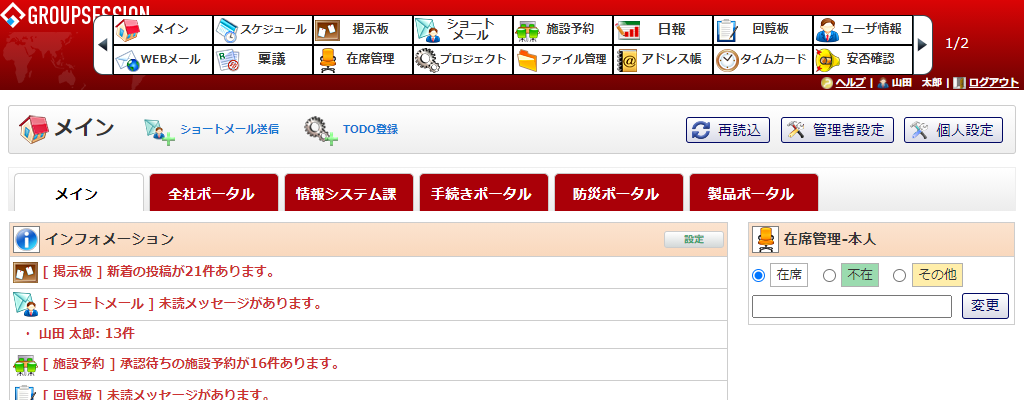 GROUPSESSION
メイン スケジュール 掲示板 ショートメール 施設予約 日報 回覧板 ユーザ情報
WEBメール 稟議 在席管理 プロジェクト ファイル管理 アドレス帳 タイムカード 安否確認
1/2
ヘルプ | 山田 太郎 | ログアウト
メイン ショートメール送信 TODO登録 再読込 管理者設定 個人設定
メイン 全社ポータル 情報システム課 手続きポータル 防災ポータル 製品ポータル
インフォメーション 設定
[ 掲示板 ] 新着の投稿が21件あります。
[ ショートメール ] 未読メッセージがあります。
・ 山田 太郎: 13件
[ 施設予約 ] 承認待ちの施設予約が16件あります。
[ 回覧板 ] 未読メッセージがあります。
在席管理-本人
在席 不在 その他
変更